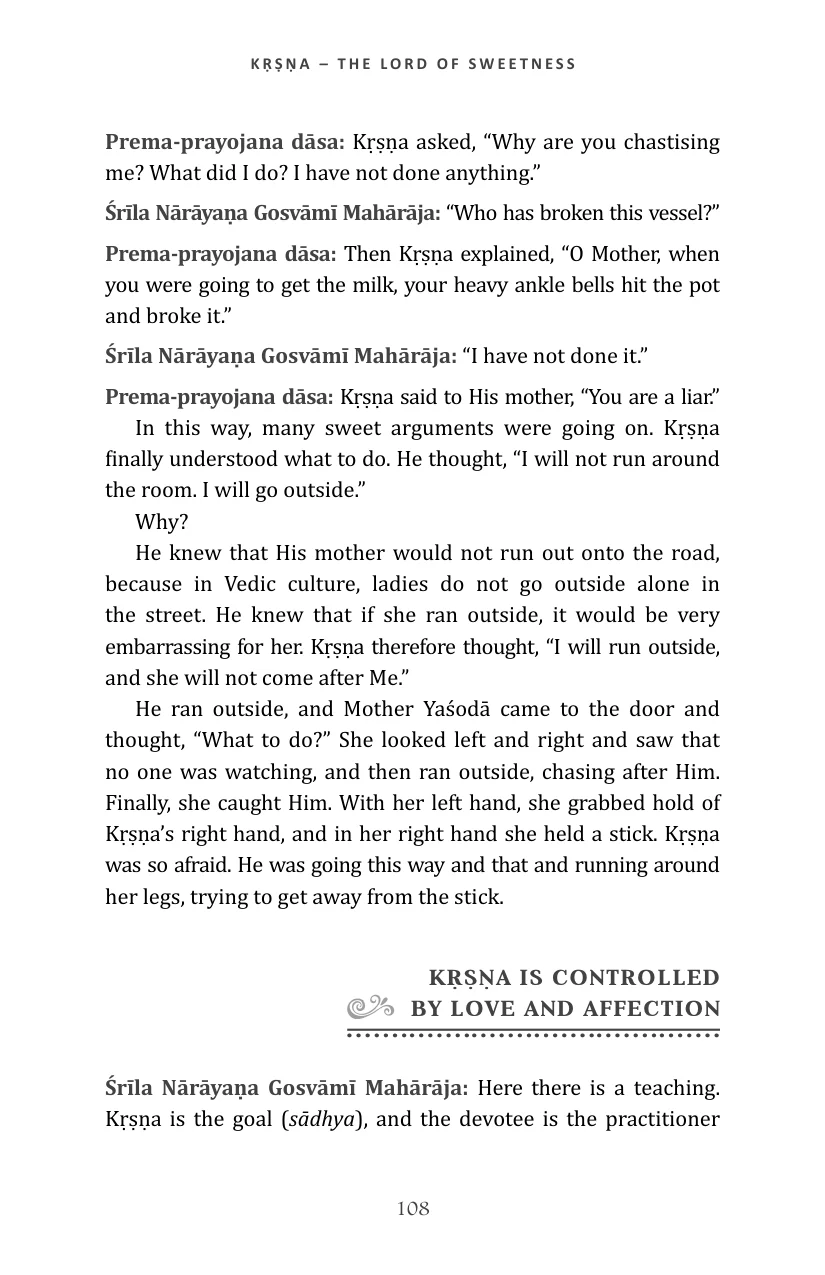 KṚṢṆA – THE LORD OF SWEETNESS
Prema-prayojana dāsa: Kṛṣṇa asked, “Why are you chastising
me? What did I do? I have not done anything.”
Śrīla Nārāyaṇa Gosvāmī Mahārāja: “Who has broken this vessel?”
Prema-prayojana dāsa: Then Kṛṣṇa explained, “O Mother, when
you were going to get the milk, your heavy ankle bells hit the pot
and broke it.”
Śrīla Nārāyaṇa Gosvāmī Mahārāja: “I have not done it.”
Prema-prayojana dāsa: Kṛṣṇa said to His mother, “You are a liar.”
In this way, many sweet arguments were going on. Kṛṣṇa
finally understood what to do. He thought, “I will not run around
the room. I will go outside.”
Why?
He knew that His mother would not run out onto the road,
because in Vedic culture, ladies do not go outside alone in
the street. He knew that if she ran outside, it would be very
embarrassing for her. Kṛṣṇa therefore thought, “I will run outside,
and she will not come after Me.”
He ran outside, and Mother Yaśodā came to the door and
thought, “What to do?” She looked left and right and saw that
no one was watching, and then ran outside, chasing after Him.
Finally, she caught Him. With her left hand, she grabbed hold of
Kṛṣṇa’s right hand, and in her right hand she held a stick. Kṛṣṇa
was so afraid. He was going this way and that and running around
her legs, trying to get away from the stick.
KṚṢṆA IS CONTROLLED
BY LOVE AND AFFECTION
Śrīla Nārāyaṇa Gosvāmī Mahārāja: Here there is a teaching.
Kṛṣṇa is the goal (sādhya), and the devotee is the practitioner
108